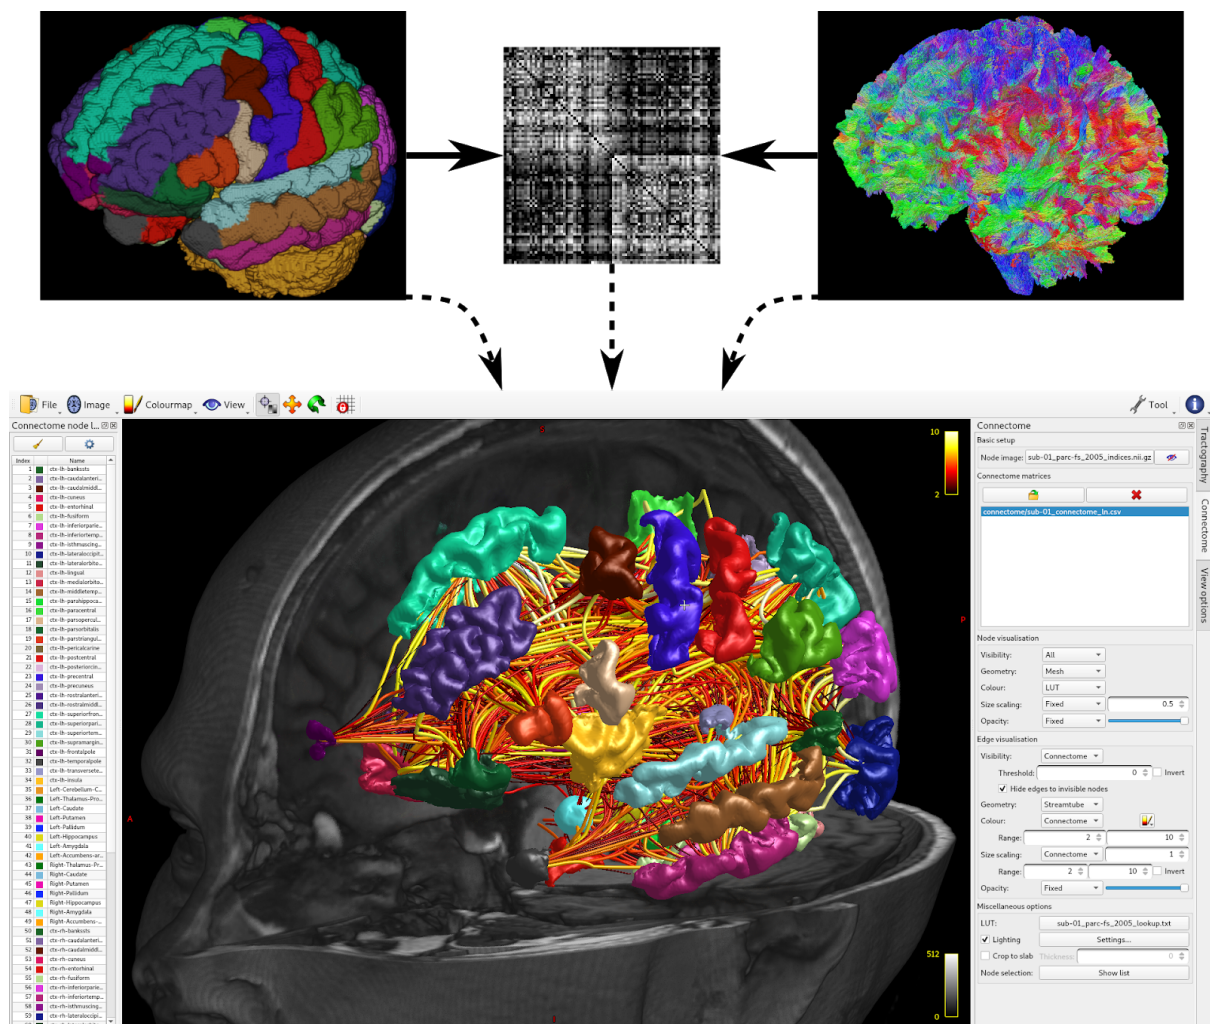 File Image Colourmap View Tool
Connectome node l...
Index Name
1 ctx-lh-bankssts
2 ctx-lh-caudalanteri...
3 ctx-lh-caudalmiddl...
4 ctx-lh-cuneus
5 ctx-lh-entorhinal
6 ctx-lh-fusiform
7 ctx-lh-inferiorparie...
8 ctx-lh-inferiortemp...
9 ctx-lh-isthmuscing...
10 ctx-lh-lateraloccipit...
11 ctx-lh-lateralorbito...
12 ctx-lh-lingual
13 ctx-lh-medialorbito...
14 ctx-lh-middletemp...
15 ctx-lh-parahippoca...
16 ctx-lh-paracentral
17 ctx-lh-parsopercul...
18 ctx-lh-parsorbitalis
19 ctx-lh-parstriangul...
20 ctx-lh-pericalcarine
21 ctx-lh-postcentral
22 ctx-lh-posteriorcin...
23 ctx-lh-precentral
24 ctx-lh-precuneus
25 ctx-lh-rostralanteri...
26 ctx-lh-rostralmiddl...
27 ctx-lh-superiorfron...
28 ctx-lh-superiorpari...
29 ctx-lh-superiortem...
30 ctx-lh-supramargin...
31 ctx-lh-frontalpole
32 ctx-lh-temporalpole
33 ctx-lh-transversete...
34 ctx-lh-insula
35 Left-Cerebellum-C...
36 Left-Thalamus-Pro...
37 Left-Caudate
38 Left-Putamen
39 Left-Pallidum
40 Left-Hippocampus
41 Left-Amygdala
42 Left-Accumbens-ar...
43 Right-Thalamus-Pr...
44 Right-Caudate
45 Right-Putamen
46 Right-Pallidum
47 Right-Hippocampus
48 Right-Amygdala
49 Right-Accumbens-...
50 ctx-rh-bankssts
51 ctx-rh-caudalanteri...
52 ctx-rh-caudalmiddl...
53 ctx-rh-cuneus
54 ctx-rh-entorhinal
55 ctx-rh-fusiform
56 ctx-rh-inferiorparie...
57 ctx-rh-inferiortemp...
58 ctx-rh-isthmuscing...
59 ctx-rh-lateraloccipi...
S
A
P
I
10
2
512
0
Connectome
Basic setup
Node image: sub-01_parc-fs_2005_indices.nii.gz
Connectome matrices
connectome/sub-01_connectome_ln.csv
Node visualisation
Visibility: All
Geometry: Mesh
Colour: LUT
Size scaling: Fixed 0.5
Opacity: Fixed
Edge visualisation
Visibility: Connectome
Threshold: 0 Invert
Hide edges to invisible nodes
Geometry: Streamtube
Colour: Connectome
Range: 2 10
Size scaling: Connectome 1
Range: 2 10 Invert
Opacity: Fixed
Miscellaneous options
LUT: sub-01_parc-fs_2005_lookup.txt
Lighting Settings...
Crop to slab Thickness: 0
Node selection: Show list
Tractography
Connectome
View options